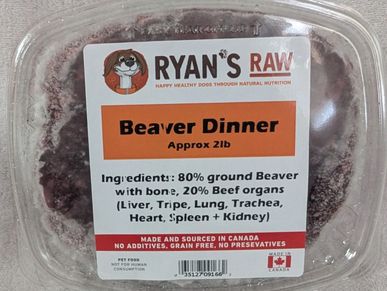 RYAN'S RAW
HAPPY HEALTHY DOGS THROUGH NATURAL NUTRITION
Beaver Dinner
Approx 2lb
Ingredients: 80% ground Beaver
with bone, 20% Beef organs
(Liver, Tripe, Lung, Trachea,
Heart, Spleen + Kidney)
MADE AND SOURCED IN CANADA
NO ADDITIVES, GRAIN FREE, NO PRESEVATIVES
PET FOOD
NOT FOR HUMAN
CONSUMPTION
MADE IN
CANADA